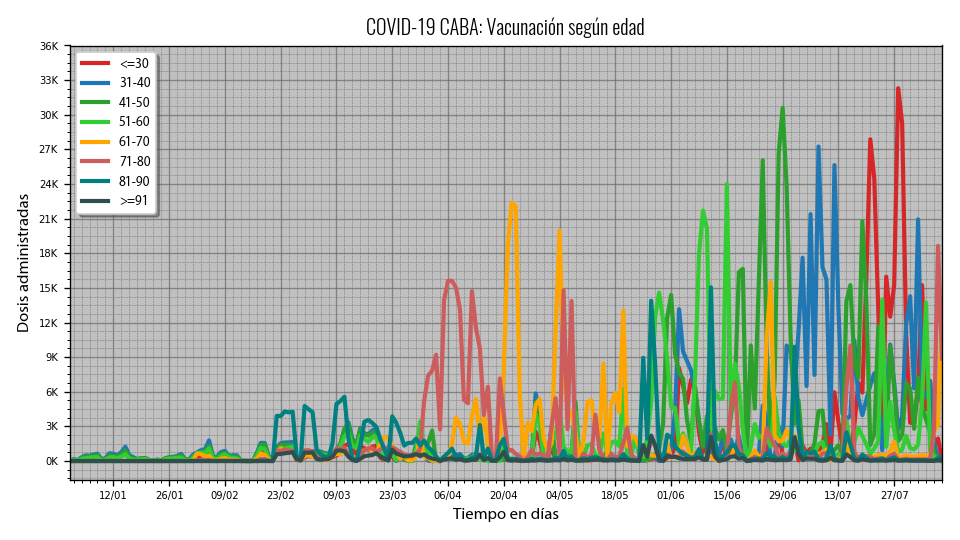 COVID-19 CABA: Vacunación según edad
36K
33K
30K
27K
24K
21K
18K
15K
12K
9K
6K
3K
0K
Dosis administradas
<=30
31-40
41-50
51-60
61-70
71-80
81-90
>=91
12/01 26/01 09/02 23/02 09/03 23/03 06/04 20/04 04/05 18/05 01/06 15/06 29/06 13/07 27/07
Tiempo en días